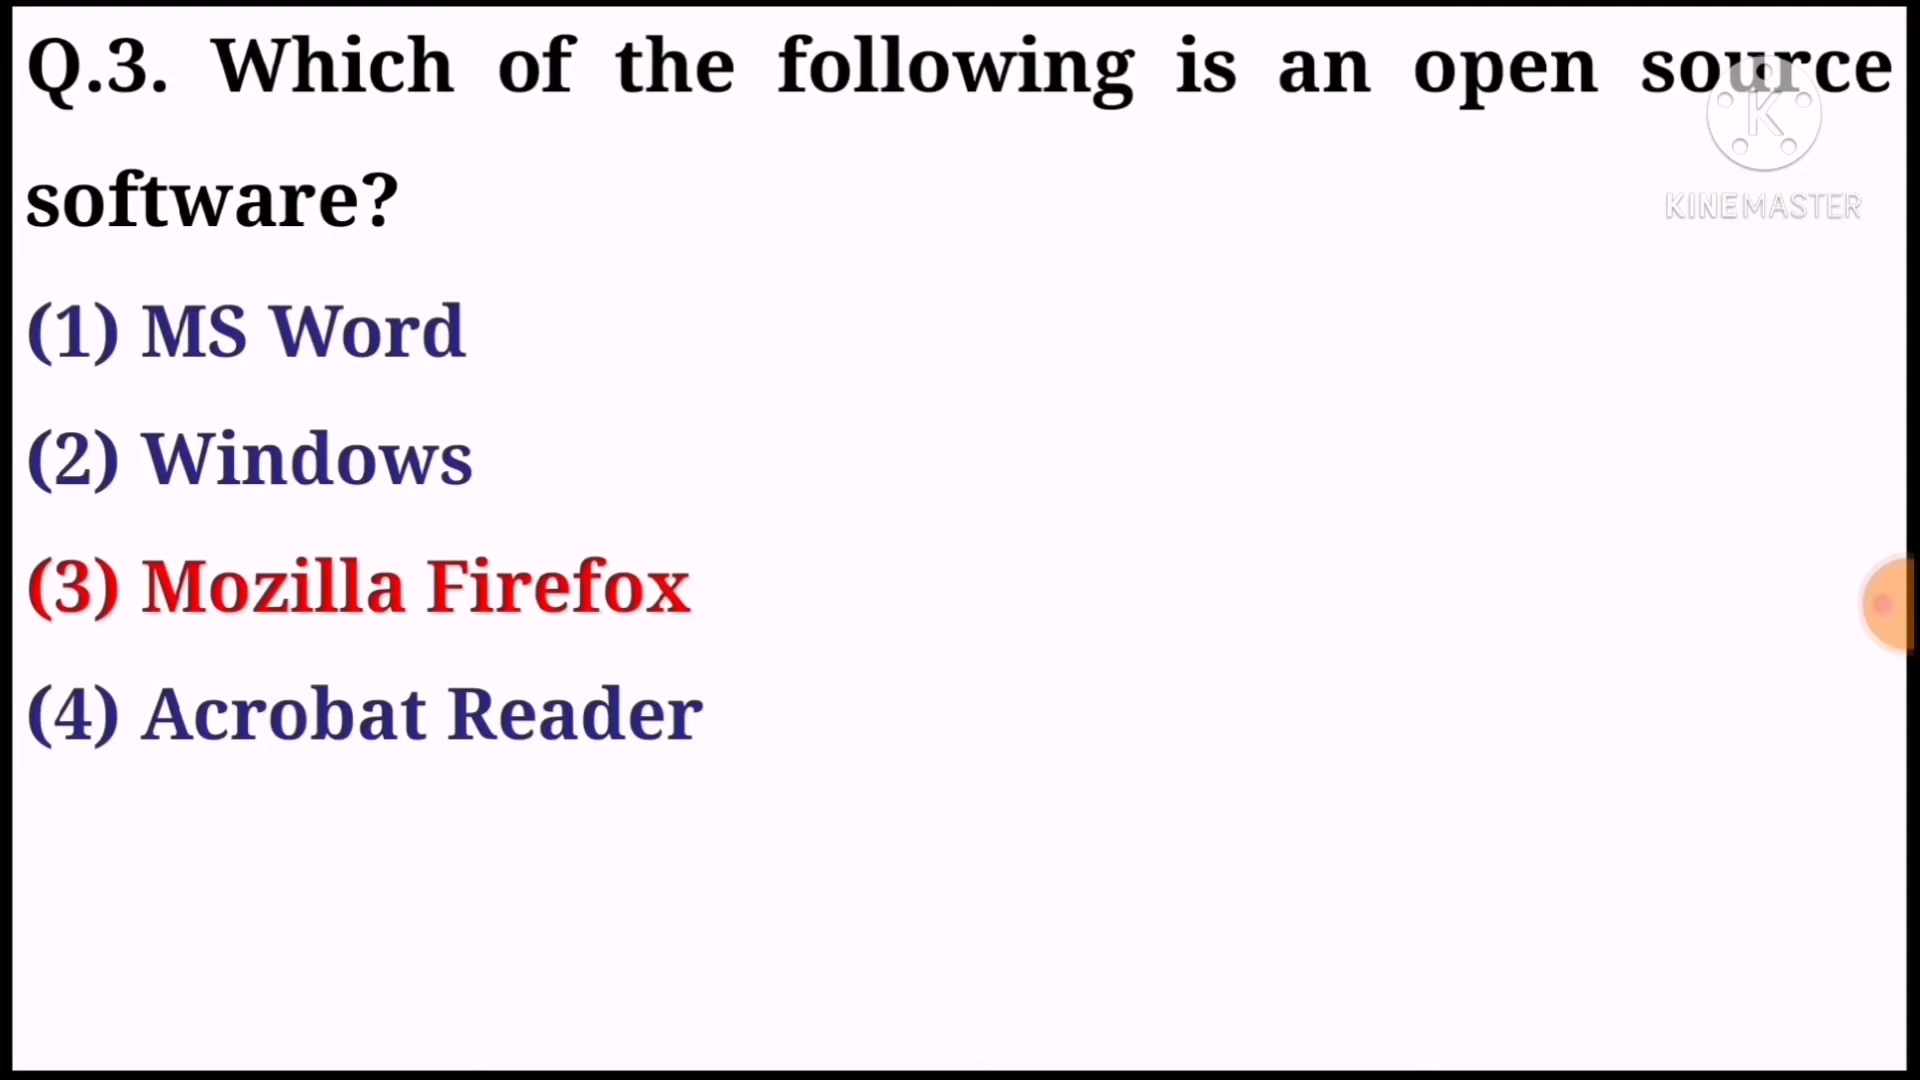 Q.3. Which of the following is an open source
software?
(1) MS Word
(2) Windows
(3) Mozilla Firefox
(4) Acrobat Reader
K
KINEMASTER